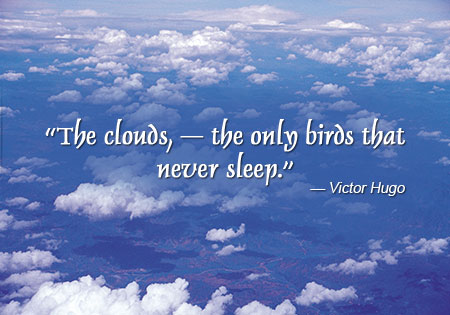 “The clouds, — the only birds that
never sleep.”
— Victor Hugo